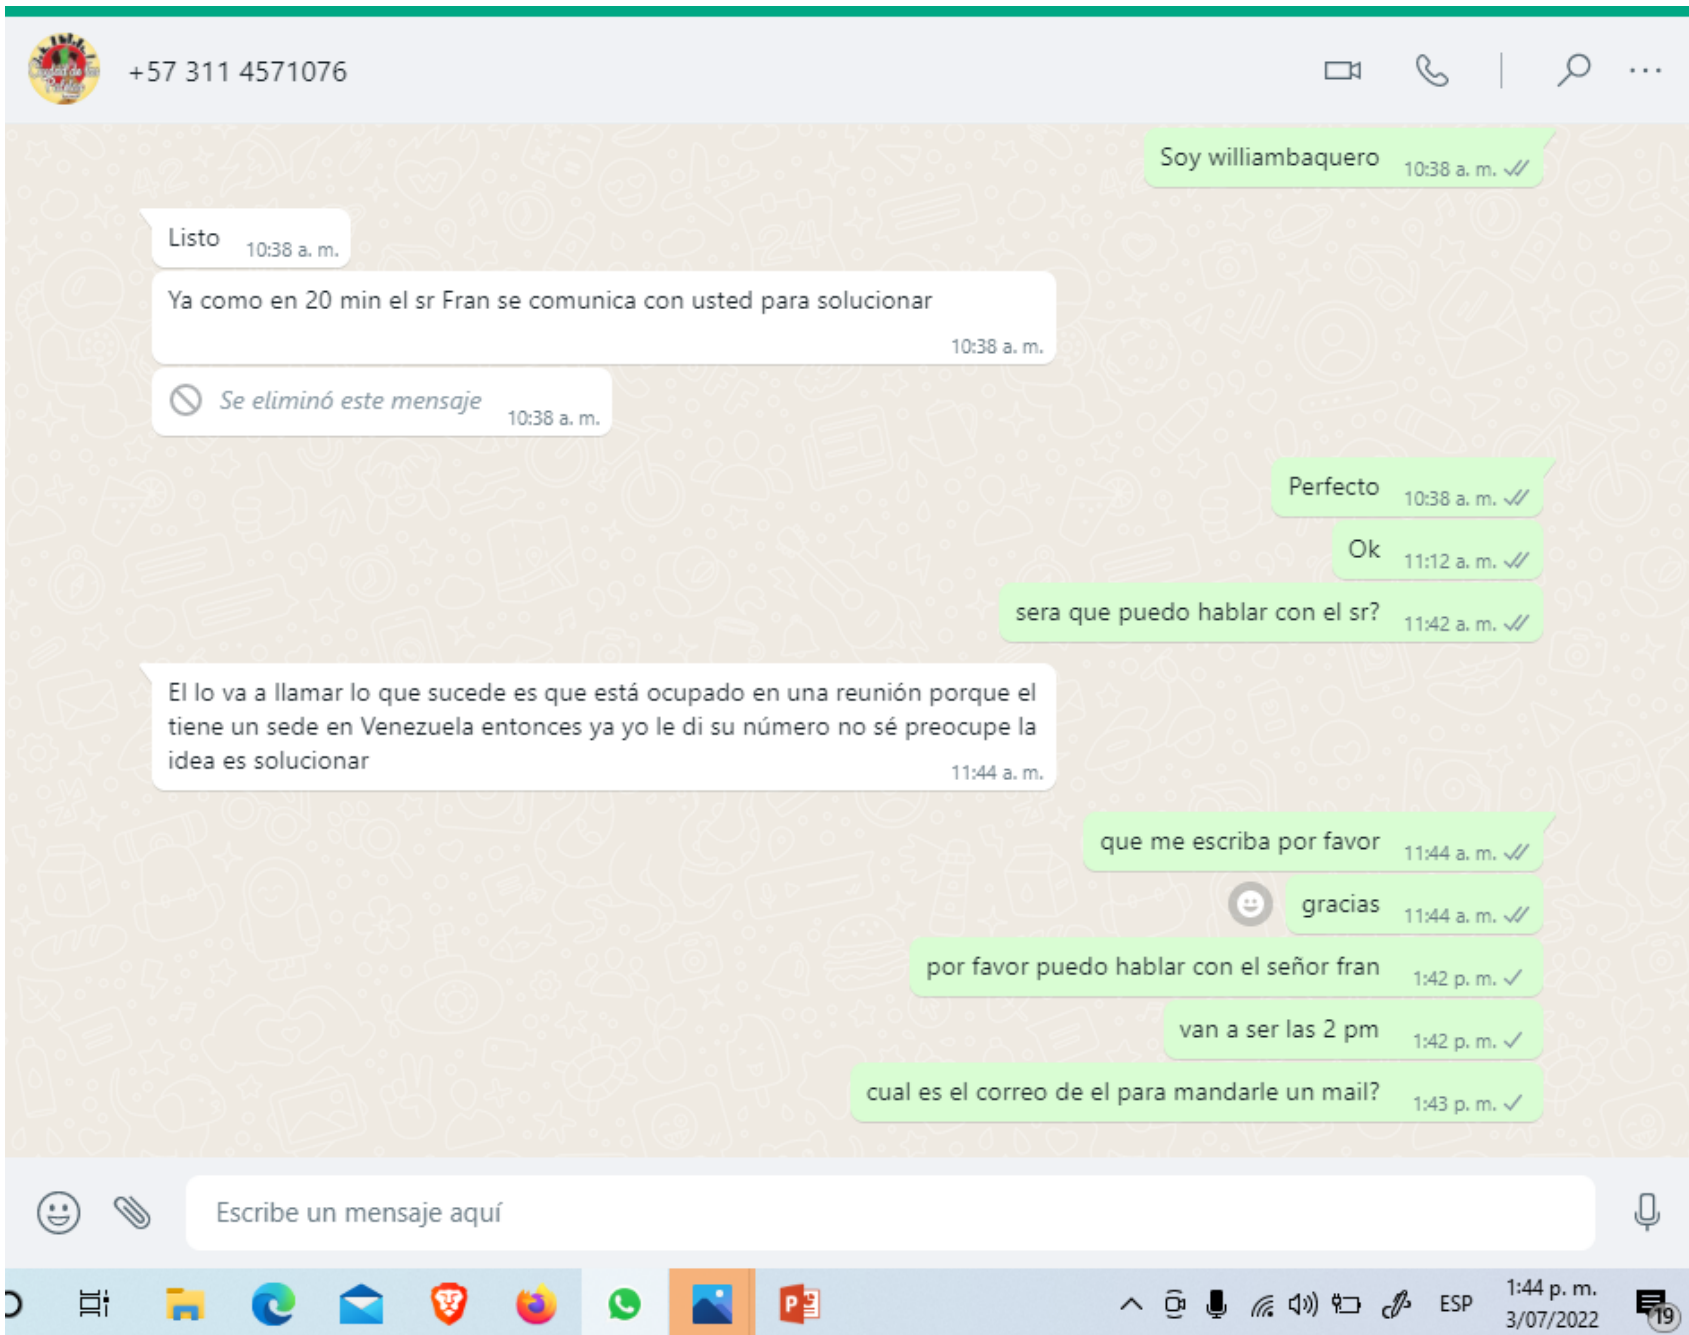 +57 311 4571076
Soy williambaquero 10:38 a. m.
Listo 10:38 a. m.
Ya como en 20 min el sr Fran se comunica con usted para solucionar
10:38 a. m.
Se eliminó este mensaje 10:38 a. m.
Perfecto 10:38 a. m.
Ok 11:12 a. m.
sera que puedo hablar con el sr? 11:42 a. m.
El lo va a llamar lo que sucede es que está ocupado en una reunión porque el
tiene un sede en Venezuela entonces ya yo le di su número no sé preocupe la
idea es solucionar
11:44 a. m.
que me escriba por favor 11:44 a. m.
gracias 11:44 a. m.
por favor puedo hablar con el señor fran 1:42 p. m.
van a ser las 2 pm 1:42 p. m.
cual es el correo de el para mandarle un mail? 1:43 p. m.
Escribe un mensaje aquí
ESP
1:44 p. m.
3/07/2022
19